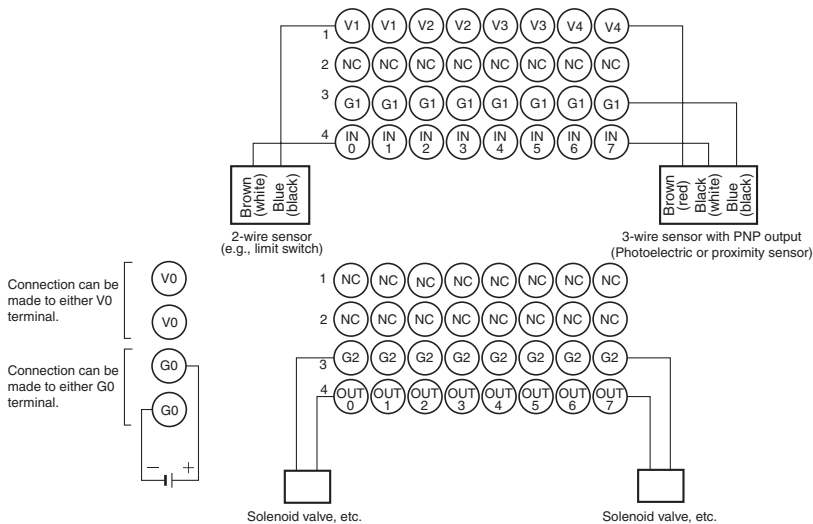 1 V1 V1 V2 V2 V3 V3 V4 V4
2 NC NC NC NC NC NC NC NC
3 G1 G1 G1 G1 G1 G1 G1 G1
4 IN 0 IN 1 IN 2 IN 3 IN 4 IN 5 IN 6 IN 7
Brown
(white)
Blue
(black)
2-wire sensor
(e.g., limit switch)
Brown
(red)
Black
(white)
Blue
(black)
3-wire sensor with PNP output
(Photoelectric or proximity sensor)
Connection can be
made to either V0
terminal.
V0
V0
Connection can be
made to either G0
terminal.
G0
G0
− +
1 NC NC NC NC NC NC NC NC
2 NC NC NC NC NC NC NC NC
3 G2 G2 G2 G2 G2 G2 G2 G2
4 OUT 0 OUT 1 OUT 2 OUT 3 OUT 4 OUT 5 OUT 6 OUT 7
Solenoid valve, etc.
Solenoid valve, etc.